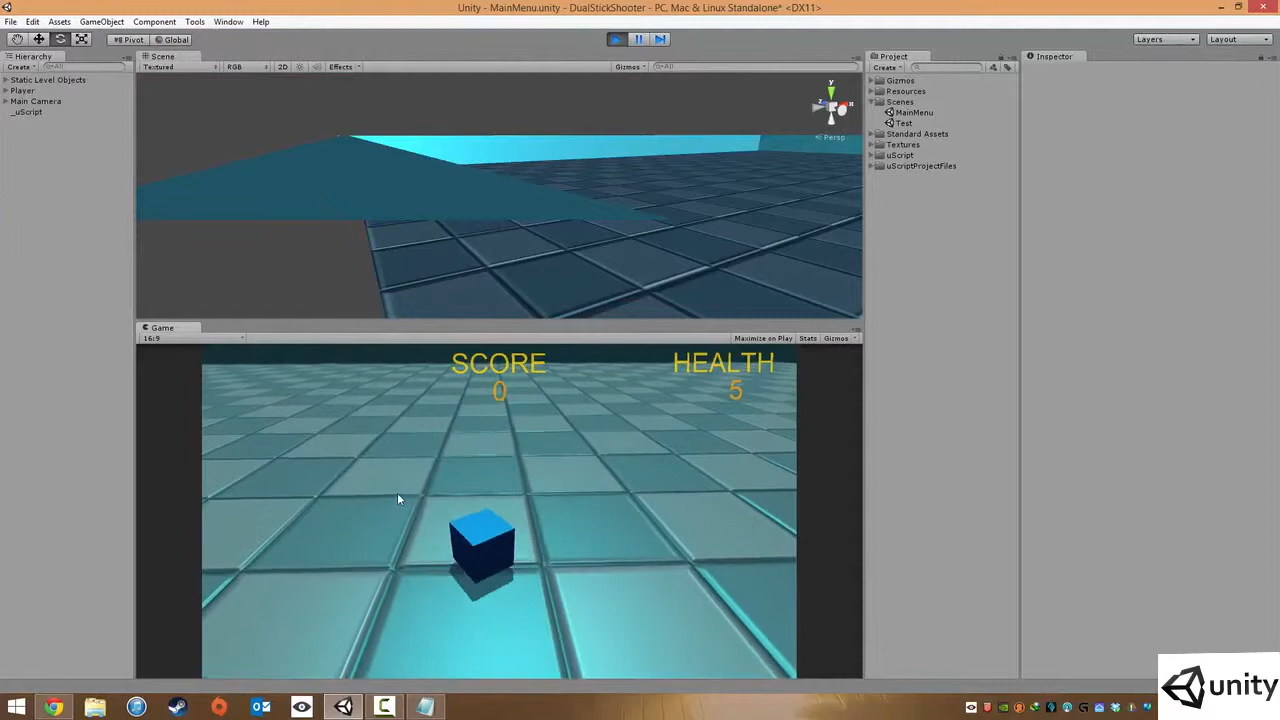 Unity - MainMenu.unity - DualStickShooter - PC, Mac & Linux Standalone* <DX11>
File Edit Assets GameObject Component Tools Window Help
Pivot Global Layers Layout
Hierarchy Scene Project Inspector
Create All Textured RGB 2D Effects Gizmos All Create
Static Level Objects
Player
Main Camera
_uScript
y
x
z
Persp
Gizmos
Resources
Scenes
MainMenu
Test
Standard Assets
Textures
uScript
uScriptProjectFiles
Game
16:9 Maximize on Play Stats Gizmos
SCORE HEALTH
0 5
unity